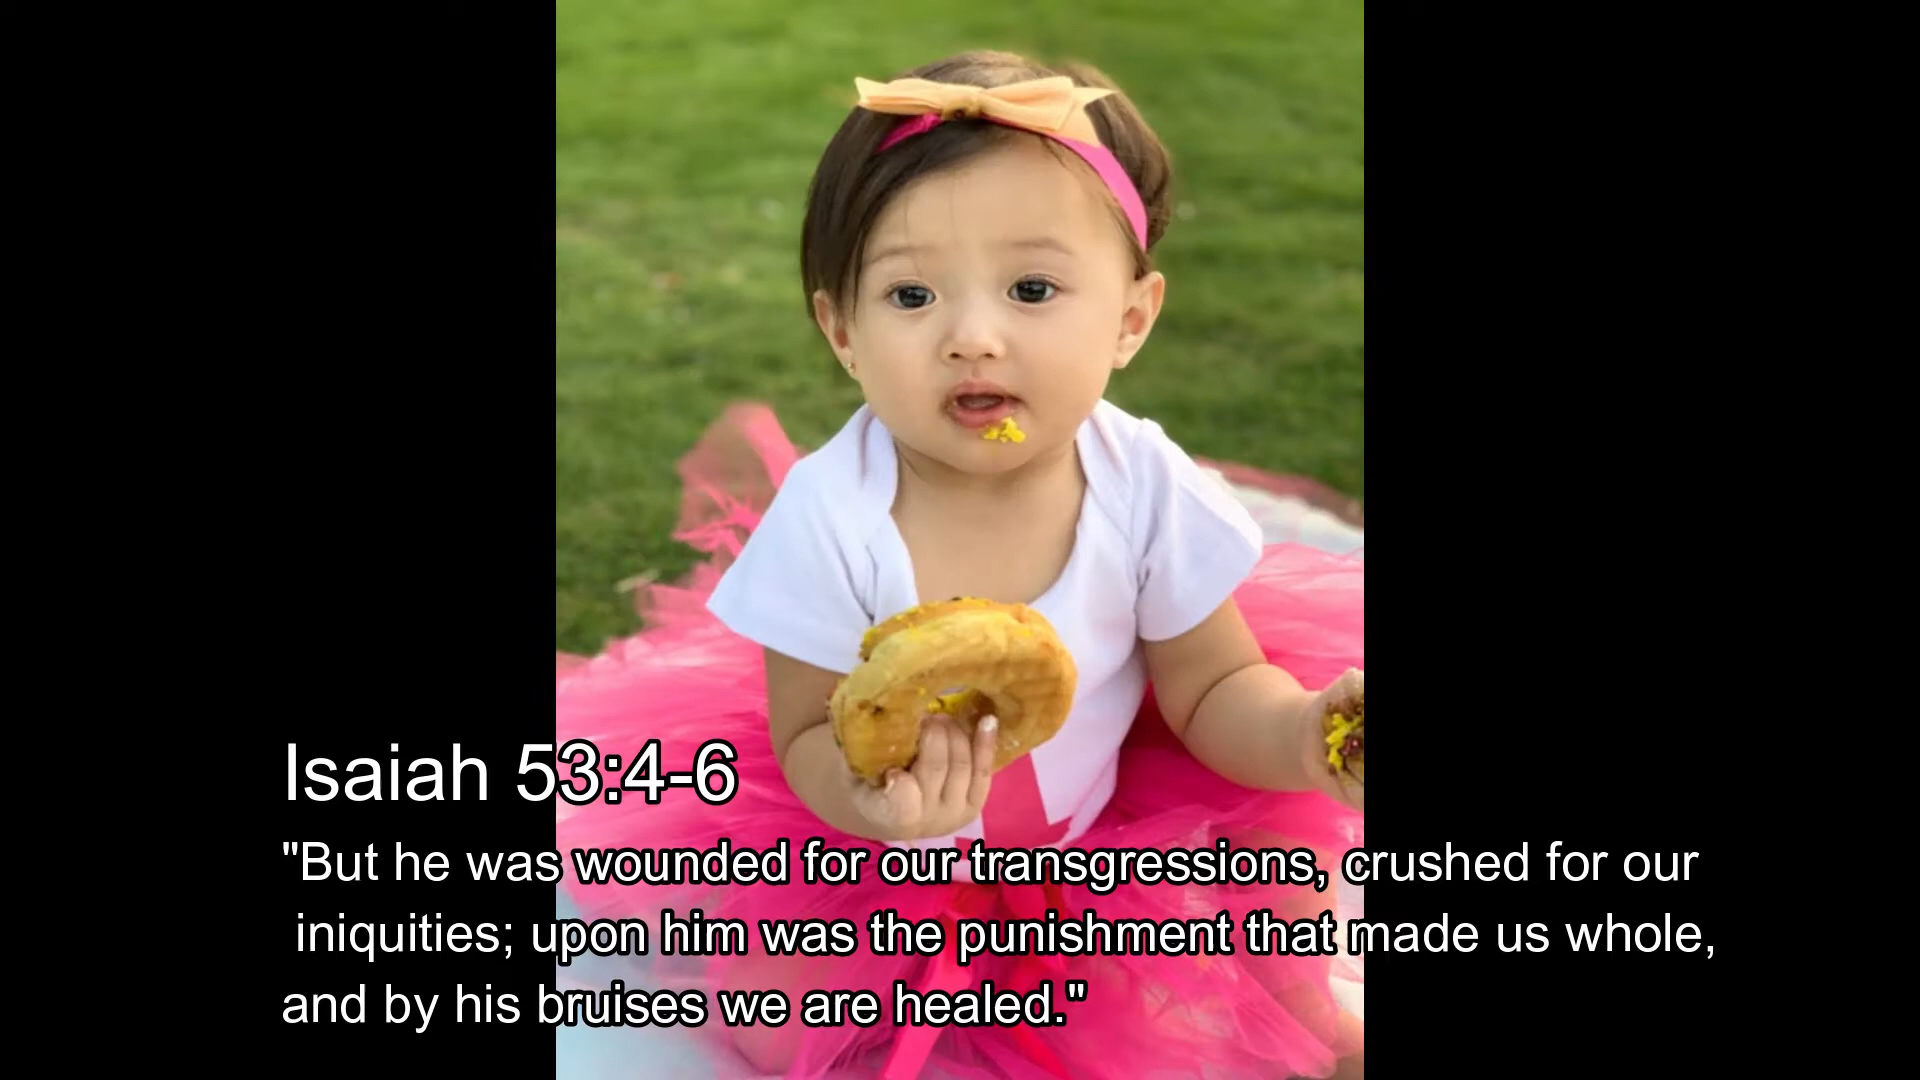 Isaiah 53:4-6
"But he was wounded for our transgressions, crushed for our
iniquities; upon him was the punishment that made us whole,
and by his bruises we are healed."